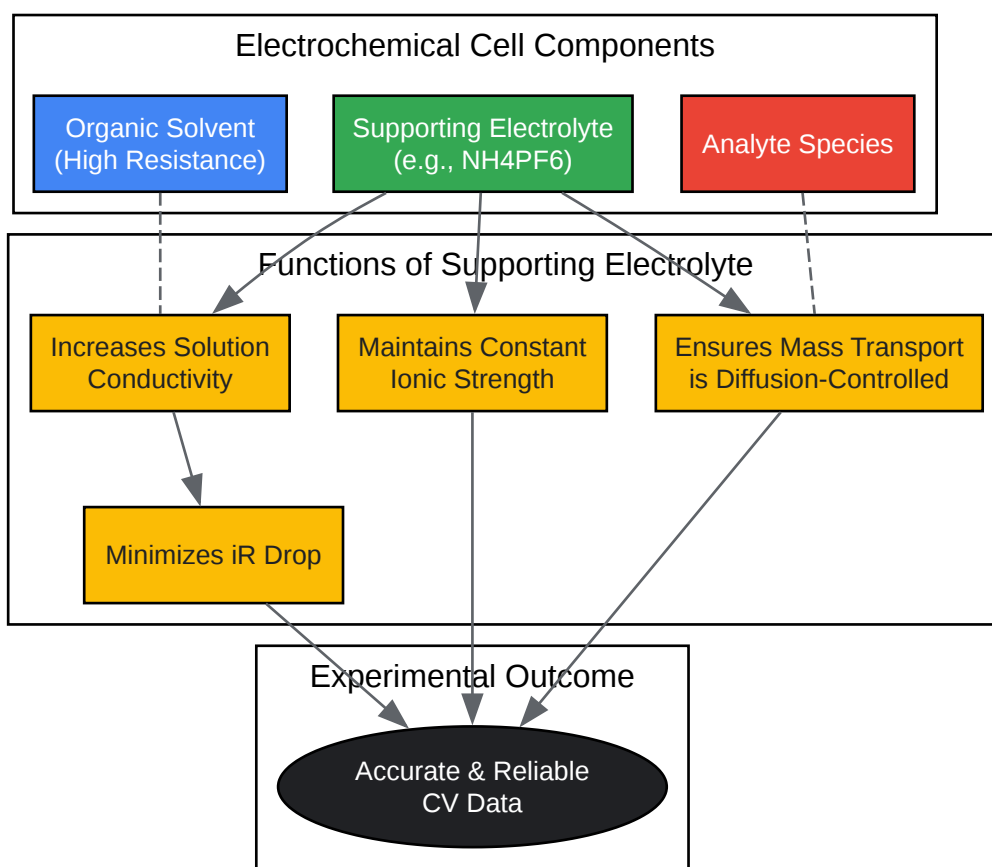 Electrochemical Cell Components
Organic Solvent
(High Resistance)
Supporting Electrolyte
(e.g., NH4PF6)
Analyte Species
Functions of Supporting Electrolyte
Increases Solution
Conductivity
Maintains Constant
Ionic Strength
Ensures Mass Transport
is Diffusion-Controlled
Minimizes iR Drop
Experimental Outcome
Accurate & Reliable
CV Data